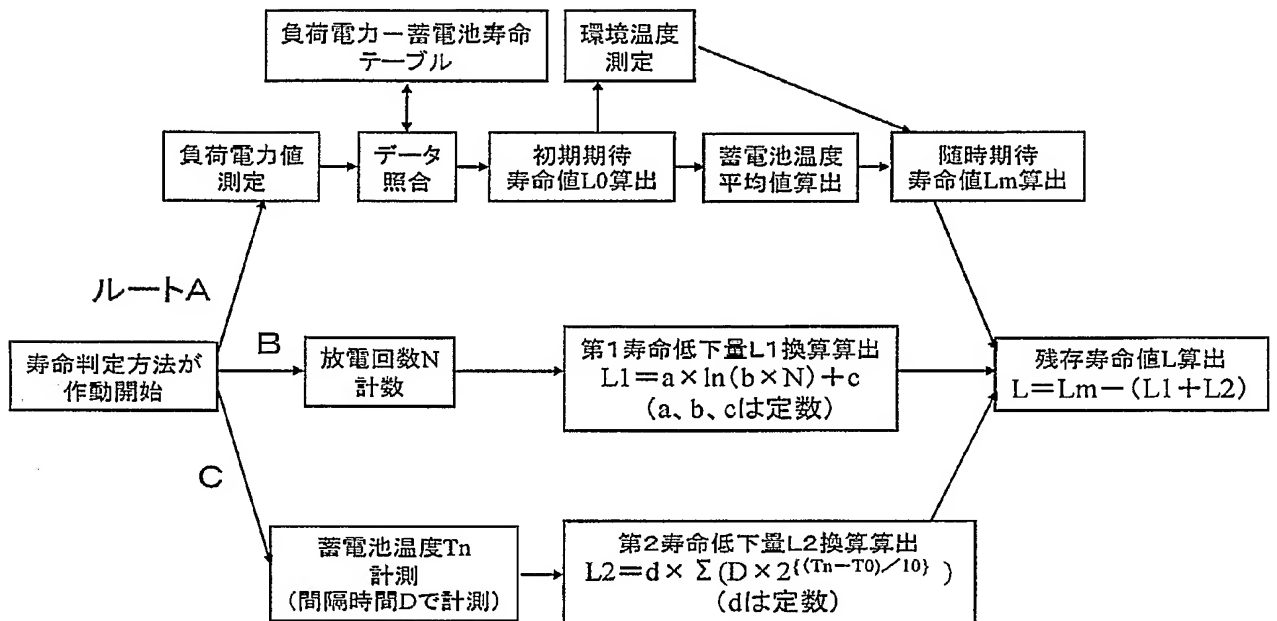 負荷電力－蓄電池寿命
テーブル
環境温度
測定
負荷電力値
測定
データ
照合
初期期待
寿命値L0算出
蓄電池温度
平均値算出
随時期待
寿命値Lm算出
ルートA
寿命判定方法が
作動開始
B
放電回数N
計数
第1寿命低下量L1換算算出
L1＝a×ln(b×N)＋c
(a、b、cは定数)
残存寿命値L算出
L＝Lm－(L1＋L2)
C
蓄電池温度Tn
計測
(間隔時間Dで計測)
第2寿命低下量L2換算算出
L2＝d×Σ(D×2{(Tn－T0)／10})
(dは定数)